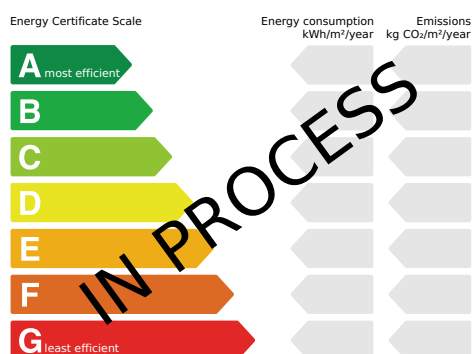 Energy Certificate Scale
Energy consumption
kWh/m²/year
Emissions
kg CO₂/m²/year
A most efficient
B
C
D
E
F
G least efficient
IN PROCESS